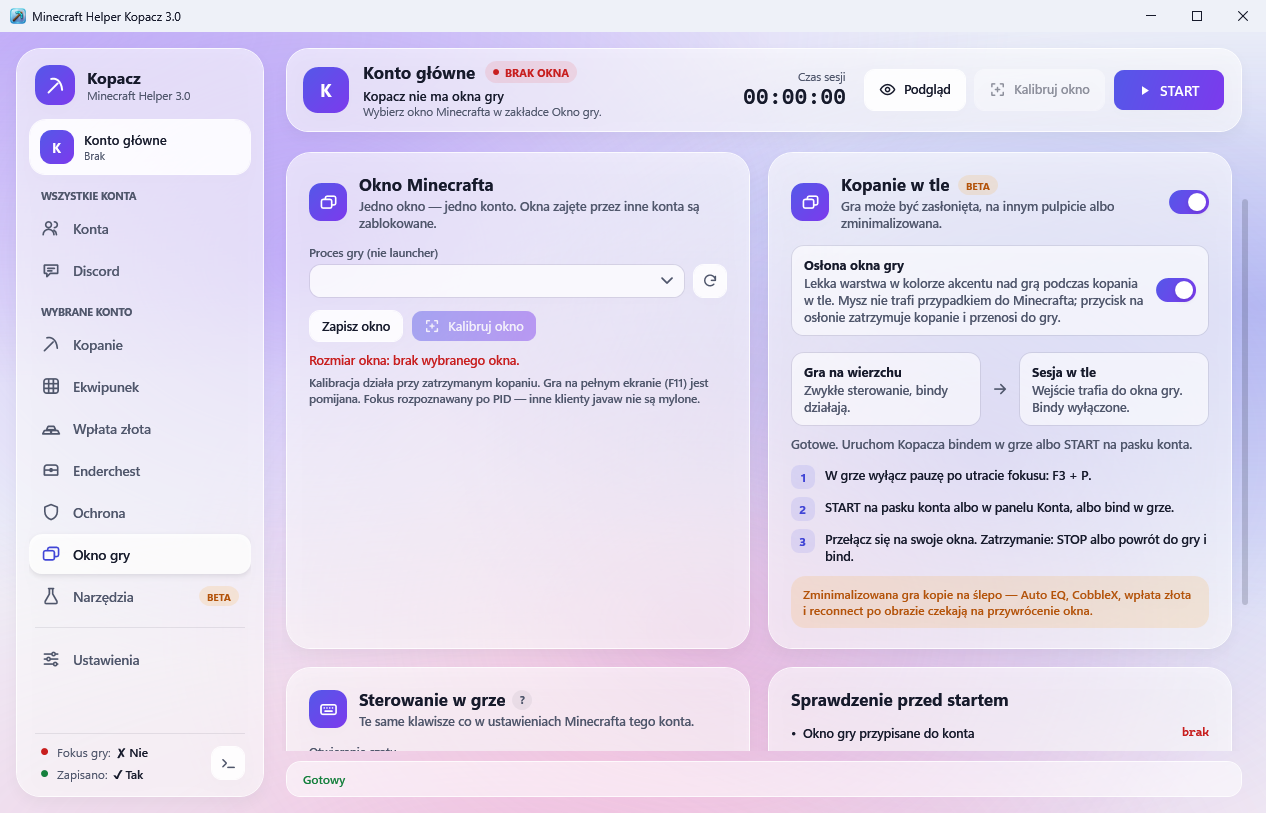 Minecraft Helper Kopacz 3.0
Kopacz
Minecraft Helper 3.0
K
Konto główne
Brak
WSZYSTKIE KONTA
Konta
Discord
WYBRANE KONTO
Kopanie
Ekwipunek
Wpłata złota
Enderchest
Ochrona
Okno gry
Narzędzia
BETA
Ustawienia
Fokus gry: ✗ Nie
Zapisano: ✓ Tak
K
Konto główne
BRAK OKNA
Kopacz nie ma okna gry
Wybierz okno Minecrafta w zakładce Okno gry.
Czas sesji
00:00:00
Podgląd
Kalibruj okno
START
Okno Minecrafta
Jedno okno — jedno konto. Okna zajęte przez inne konta są
zablokowane.
Proces gry (nie launcher)
Zapisz okno
Kalibruj okno
Rozmiar okna: brak wybranego okna.
Kalibracja działa przy zatrzymanym kopaniu. Gra na pełnym ekranie (F11) jest
pomijana. Fokus rozpoznawany po PID — inne klienty javaw nie są mylone.
Kopanie w tle
BETA
Gra może być zasłonięta, na innym pulpicie albo
zminimalizowana.
Osłona okna gry
Lekka warstwa w kolorze akcentu nad grą podczas kopania
w tle. Mysz nie trafi przypadkiem do Minecrafta; przycisk na
osłonie zatrzymuje kopanie i przenosi do gry.
Gra na wierzchu
Zwykłe sterowanie, bindy
działają.
Sesja w tle
Wejście trafia do okna gry.
Bindy wyłączone.
Gotowe. Uruchom Kopacza bindem w grze albo START na pasku konta.
1 W grze wyłącz pauzę po utracie fokusu: F3 + P.
2 START na pasku konta albo w panelu Konta, albo bind w grze.
3 Przełącz się na swoje okna. Zatrzymanie: STOP albo powrót do gry i
bind.
Zminimalizowana gra kopie na ślepo — Auto EQ, CobbleX, wpłata złota
i reconnect po obrazie czekają na przywrócenie okna.
Sterowanie w grze ?
Te same klawisze co w ustawieniach Minecrafta tego konta.
Sprawdzenie przed startem
• Okno gry przypisane do konta
brak
Gotowy